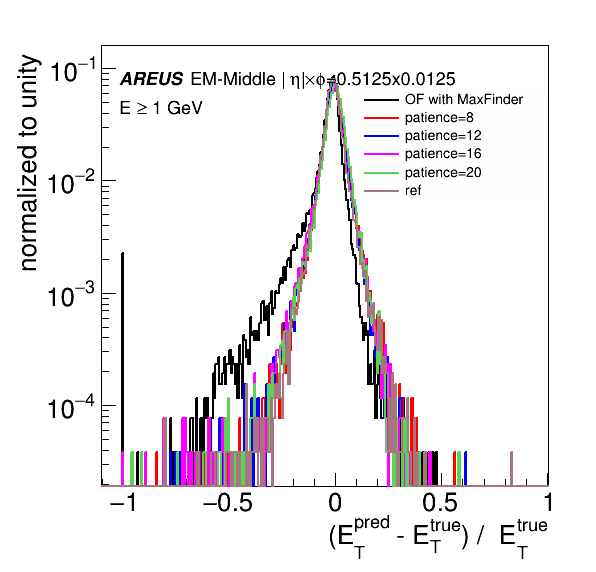 normalized to unity
10−1
10−2
10−3
10−4
AREUS EM-Middle | η|×ϕ=0.5125x0.0125
E ≥ 1 GeV
OF with MaxFinder
patience=8
patience=12
patience=16
patience=20
ref
−1 −0.5 0 0.5 1
(E_T^pred - E_T^true) / E_T^true